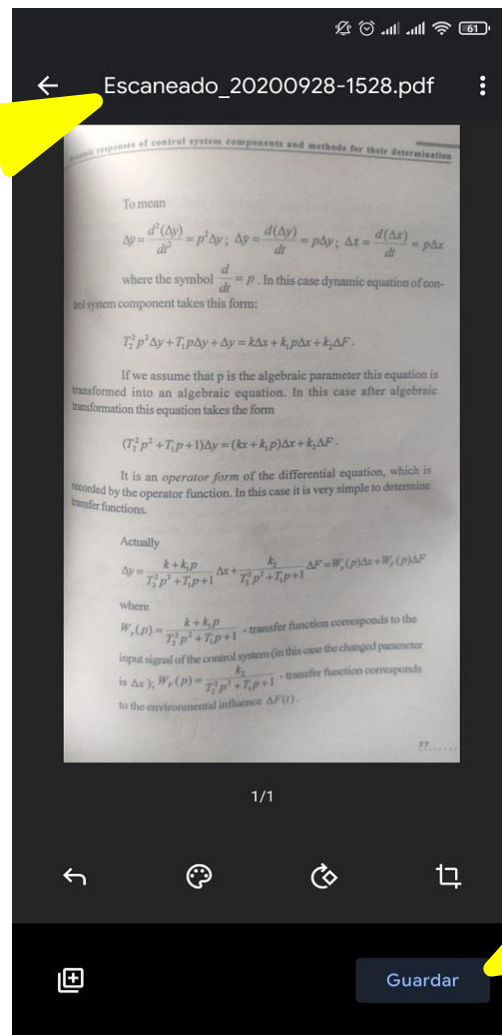 61
Escaneado_20200928-1528.pdf
Dynamic responses of control system components and methods for their determination
To mean
Δy = d²(Δy)/dt² = p²Δy; Δy = d(Δy)/dt = pΔy; Δx = d(Δx)/dt = pΔx
where the symbol d/dt = p. In this case dynamic equation of con-
trol system component takes this form:
T₂²p²Δy + T₁pΔy + Δy = kΔx + k₁pΔx + k₂ΔF.
If we assume that p is the algebraic parameter this equation is
transformed into an algebraic equation. In this case after algebraic
transformation this equation takes the form
(T₂²p² + T₁p + 1)Δy = (kx + k₁p)Δx + k₂ΔF.
It is an operator form of the differential equation, which is
recorded by the operator function. In this case it is very simple to determine
transfer functions.
Actually
Δy = (k + k₁p)/(T₂²p² + T₁p + 1) Δx + k₂/(T₂²p² + T₁p + 1) ΔF = Wᵧ(p)Δx + W_F(p)ΔF
where
Wᵧ(p) = (k + k₁p)/(T₂²p² + T₁p + 1) - transfer function corresponds to the
input signal of the control system (in this case the changed parameter
is Δx); W_F(p) = k₂/(T₂²p² + T₁p + 1) - transfer function corresponds
to the environmental influence ΔF(t).
77
1/1
Guardar